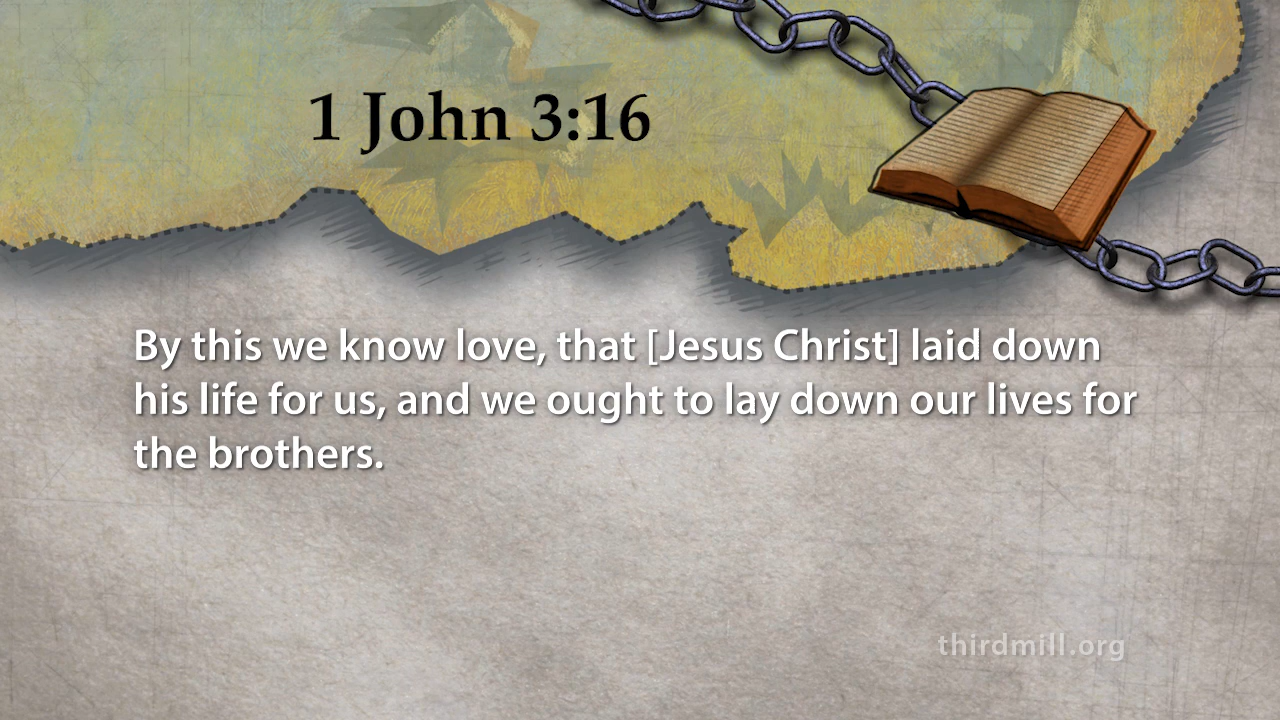 1 John 3:16
By this we know love, that [Jesus Christ] laid down
his life for us, and we ought to lay down our lives for
the brothers.
thirdmill.org